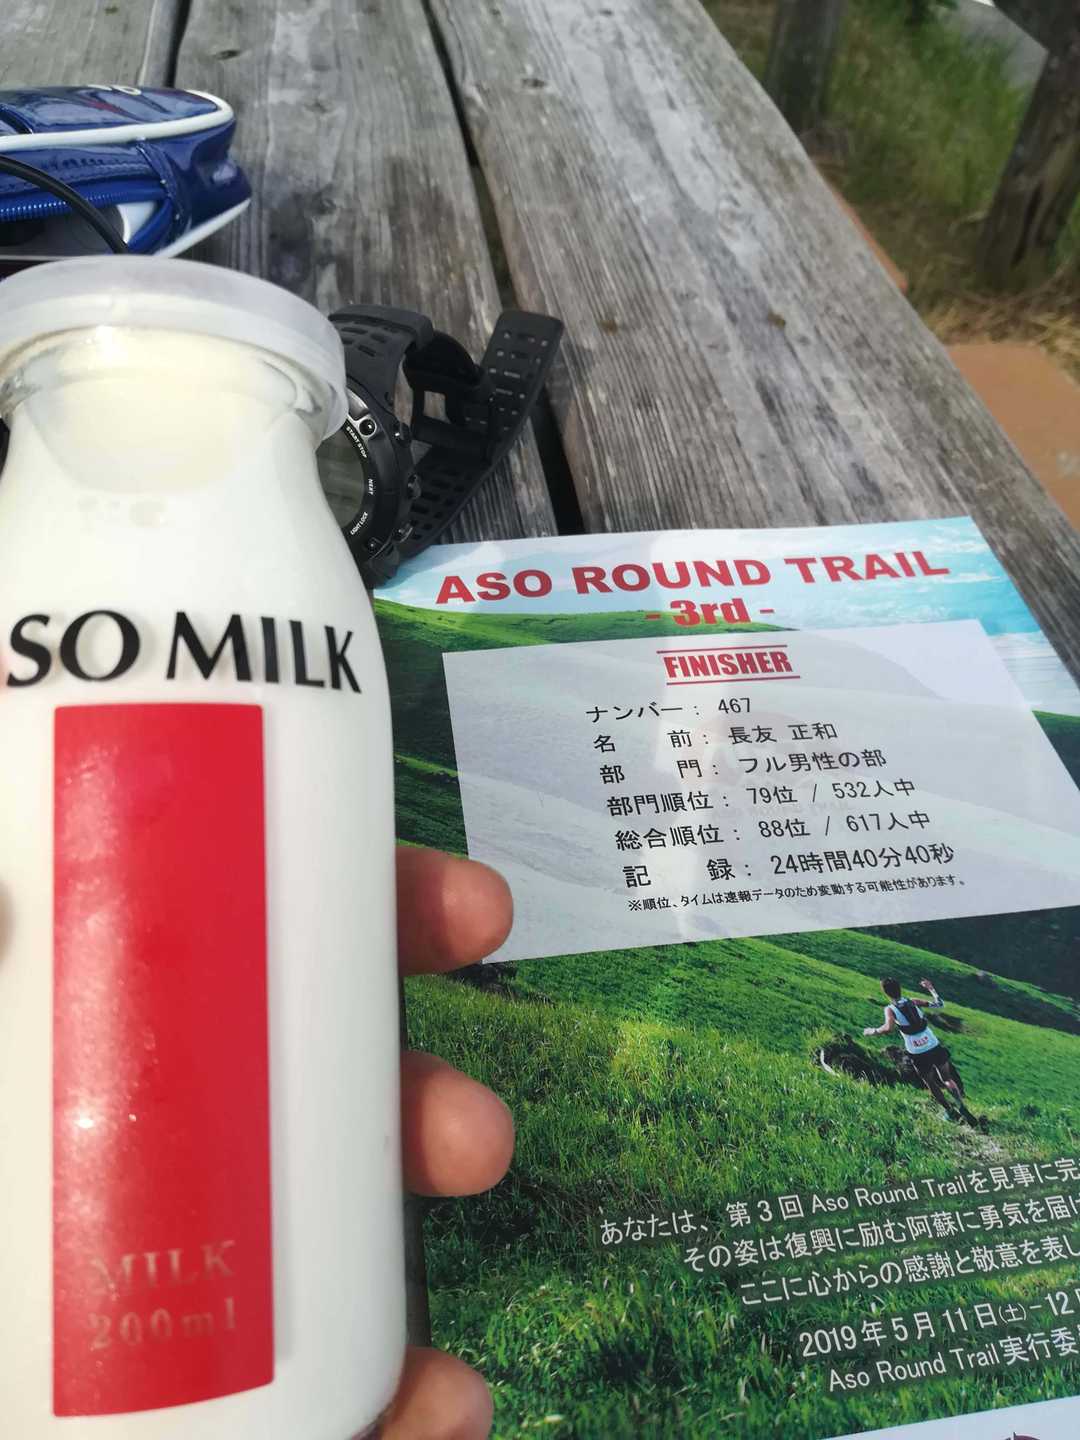 START STOP
NEXT
LIGHT LOCK
SO MILK
MILK
200ml
ASO ROUND TRAIL
- 3rd -
FINISHER
ナンバー： 467
名　　前： 長友 正和
部　　門： フル男性の部
部門順位： 79位 / 532人中
総合順位： 88位 / 617人中
記　　録： 24時間40分40秒
※順位、タイムは速報データのため変動する可能性があります。
あなたは、第3回 Aso Round Trailを見事に完
その姿は復興に励む阿蘇に勇気を届け
ここに心からの感謝と敬意を表し
2019年5月11日(土)-12
Aso Round Trail実行委